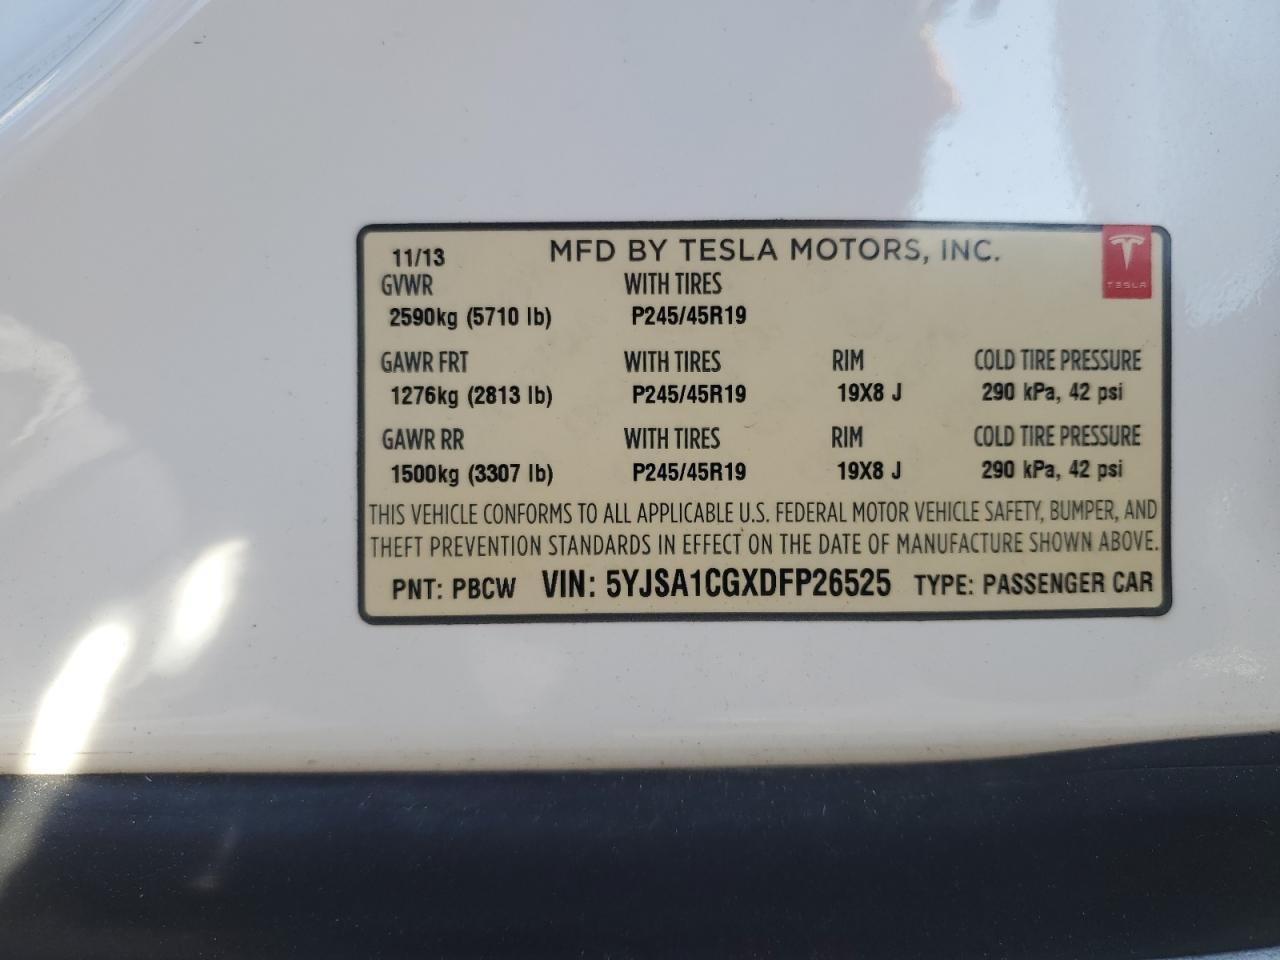 11/13 MFD BY TESLA MOTORS, INC.
TESLA
GVWR WITH TIRES
2590kg (5710 lb) P245/45R19
GAWR FRT WITH TIRES RIM COLD TIRE PRESSURE
1276kg (2813 lb) P245/45R19 19X8 J 290 kPa, 42 psi
GAWR RR WITH TIRES RIM COLD TIRE PRESSURE
1500kg (3307 lb) P245/45R19 19X8 J 290 kPa, 42 psi
THIS VEHICLE CONFORMS TO ALL APPLICABLE U.S. FEDERAL MOTOR VEHICLE SAFETY, BUMPER, AND
THEFT PREVENTION STANDARDS IN EFFECT ON THE DATE OF MANUFACTURE SHOWN ABOVE.
PNT: PBCW VIN: 5YJSA1CGXDFP26525 TYPE: PASSENGER CAR